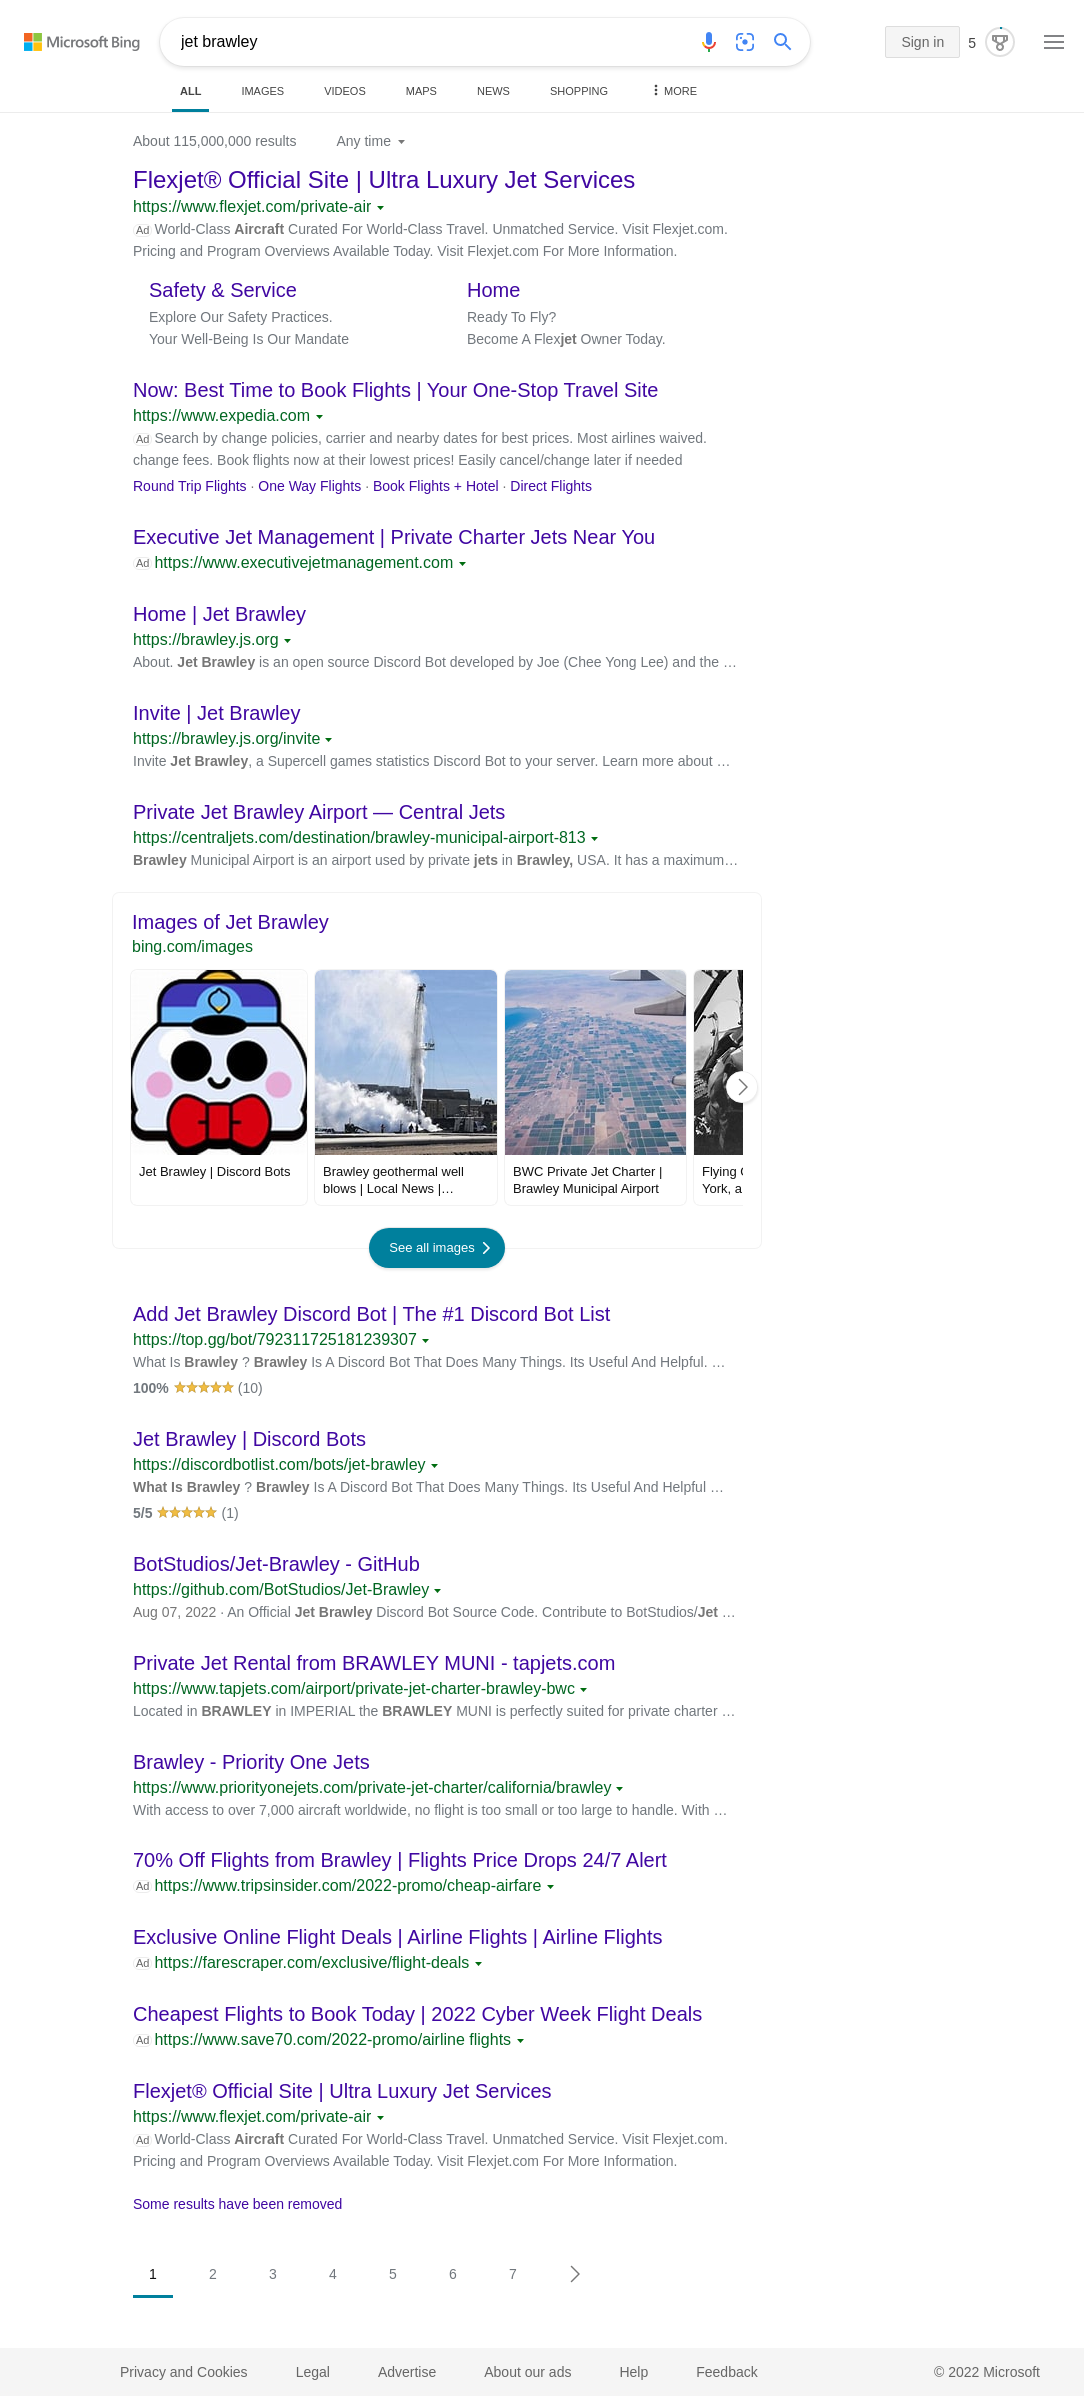 Microsoft Bing
jet brawley
Sign in
5
ALL
IMAGES
VIDEOS
MAPS
NEWS
SHOPPING
MORE
About 115,000,000 results
Any time
Flexjet® Official Site | Ultra Luxury Jet Services
https://www.flexjet.com/private-air
Ad World-Class Aircraft Curated For World-Class Travel. Unmatched Service. Visit Flexjet.com.
Pricing and Program Overviews Available Today. Visit Flexjet.com For More Information.
Safety & Service
Explore Our Safety Practices.
Your Well-Being Is Our Mandate
Home
Ready To Fly?
Become A Flexjet Owner Today.
Now: Best Time to Book Flights | Your One-Stop Travel Site
https://www.expedia.com
Ad Search by change policies, carrier and nearby dates for best prices. Most airlines waived.
change fees. Book flights now at their lowest prices! Easily cancel/change later if needed
Round Trip Flights · One Way Flights · Book Flights + Hotel · Direct Flights
Executive Jet Management | Private Charter Jets Near You
Ad https://www.executivejetmanagement.com
Home | Jet Brawley
https://brawley.js.org
About. Jet Brawley is an open source Discord Bot developed by Joe (Chee Yong Lee) and the …
Invite | Jet Brawley
https://brawley.js.org/invite
Invite Jet Brawley, a Supercell games statistics Discord Bot to your server. Learn more about …
Private Jet Brawley Airport — Central Jets
https://centraljets.com/destination/brawley-municipal-airport-813
Brawley Municipal Airport is an airport used by private jets in Brawley, USA. It has a maximum…
Images of Jet Brawley
bing.com/images
Jet Brawley | Discord Bots
Brawley geothermal well
blows | Local News |…
BWC Private Jet Charter |
Brawley Municipal Airport
Flying
York, a
See all images
Add Jet Brawley Discord Bot | The #1 Discord Bot List
https://top.gg/bot/792311725181239307
What Is Brawley ? Brawley Is A Discord Bot That Does Many Things. Its Useful And Helpful. …
100% (10)
Jet Brawley | Discord Bots
https://discordbotlist.com/bots/jet-brawley
What Is Brawley ? Brawley Is A Discord Bot That Does Many Things. Its Useful And Helpful …
5/5 (1)
BotStudios/Jet-Brawley - GitHub
https://github.com/BotStudios/Jet-Brawley
Aug 07, 2022 · An Official Jet Brawley Discord Bot Source Code. Contribute to BotStudios/Jet …
Private Jet Rental from BRAWLEY MUNI - tapjets.com
https://www.tapjets.com/airport/private-jet-charter-brawley-bwc
Located in BRAWLEY in IMPERIAL the BRAWLEY MUNI is perfectly suited for private charter …
Brawley - Priority One Jets
https://www.priorityonejets.com/private-jet-charter/california/brawley
With access to over 7,000 aircraft worldwide, no flight is too small or too large to handle. With …
70% Off Flights from Brawley | Flights Price Drops 24/7 Alert
Ad https://www.tripsinsider.com/2022-promo/cheap-airfare
Exclusive Online Flight Deals | Airline Flights | Airline Flights
Ad https://farescraper.com/exclusive/flight-deals
Cheapest Flights to Book Today | 2022 Cyber Week Flight Deals
Ad https://www.save70.com/2022-promo/airline flights
Flexjet® Official Site | Ultra Luxury Jet Services
https://www.flexjet.com/private-air
Ad World-Class Aircraft Curated For World-Class Travel. Unmatched Service. Visit Flexjet.com.
Pricing and Program Overviews Available Today. Visit Flexjet.com For More Information.
Some results have been removed
1 2 3 4 5 6 7
Privacy and Cookies
Legal
Advertise
About our ads
Help
Feedback
© 2022 Microsoft